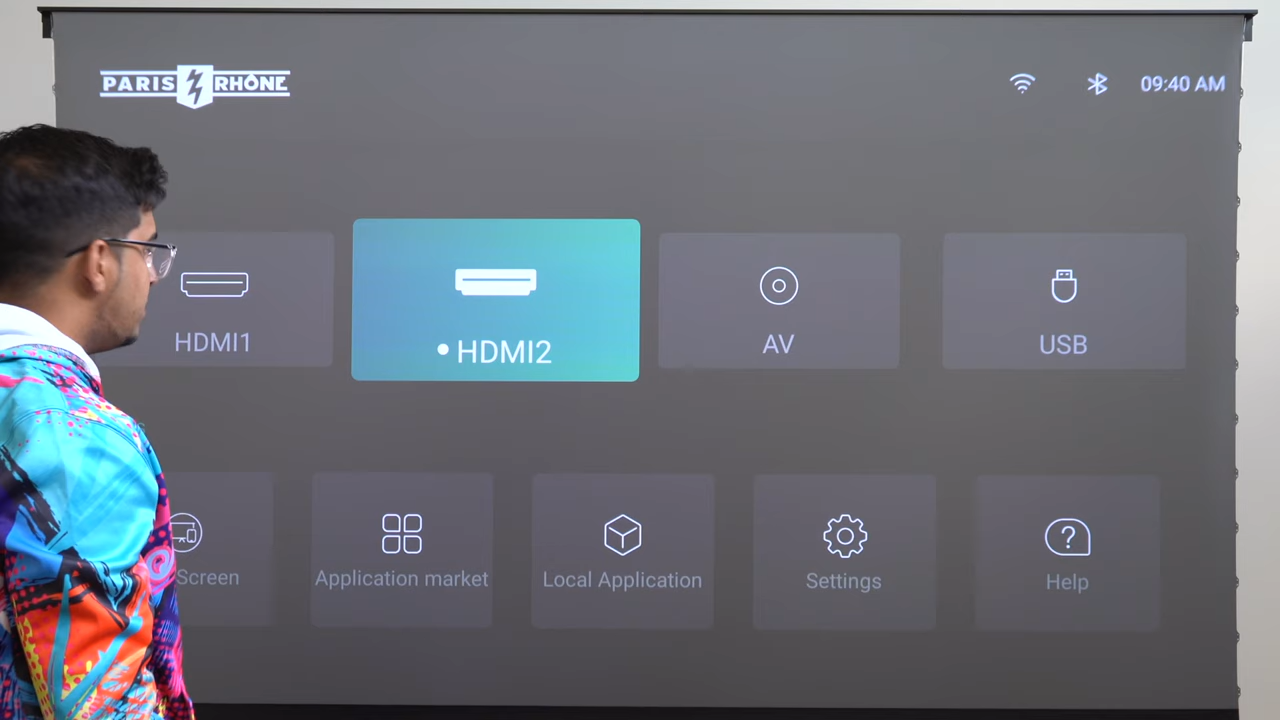 PARIS RHÔNE
09:40 AM
HDMI1
HDMI2
AV
USB
Screen
Application market
Local Application
Settings
Help